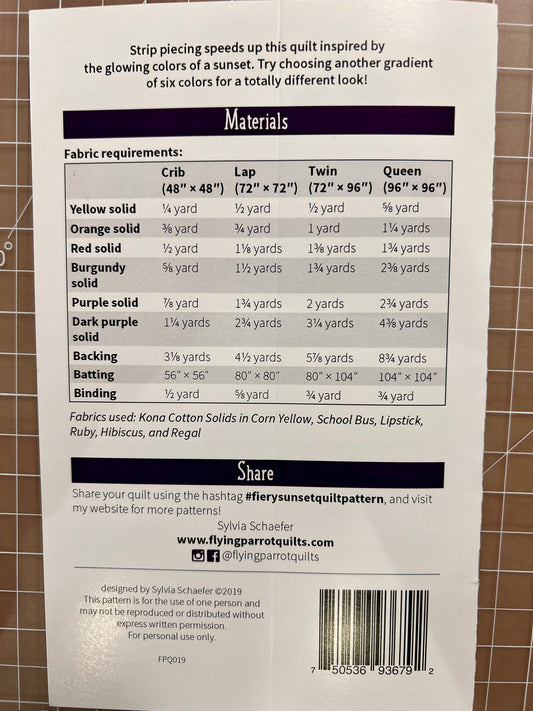 Strip piecing speeds up this quilt inspired by
the glowing colors of a sunset. Try choosing another gradient
of six colors for a totally different look!
Materials
Fabric requirements:
Crib Lap Twin Queen
(48" × 48") (72" × 72") (72" × 96") (96" × 96")
Yellow solid ¼ yard ½ yard ½ yard ⅝ yard
Orange solid ⅜ yard ¾ yard 1 yard 1¼ yards
Red solid ½ yard 1⅛ yards 1⅜ yards 1¾ yards
Burgundy ⅝ yard 1½ yards 1¾ yards 2⅜ yards
solid
Purple solid ⅞ yard 1¾ yards 2 yards 2¾ yards
Dark purple 1¼ yards 2¾ yards 3¼ yards 4⅜ yards
solid
Backing 3⅛ yards 4½ yards 5⅞ yards 8¾ yards
Batting 56" × 56" 80" × 80" 80" × 104" 104" × 104"
Binding ½ yard ⅝ yard ¾ yard ¾ yard
Fabrics used: Kona Cotton Solids in Corn Yellow, School Bus, Lipstick,
Ruby, Hibiscus, and Regal
Share
Share your quilt using the hashtag #fierysunsetquiltpattern, and visit
my website for more patterns!
Sylvia Schaefer
www.flyingparrotquilts.com
@flyingparrotquilts
designed by Sylvia Schaefer ©2019
This pattern is for the use of one person and
may not be reproduced or distributed without
express written permission.
For personal use only.
FPQ019
7 50536 93679 2
0°